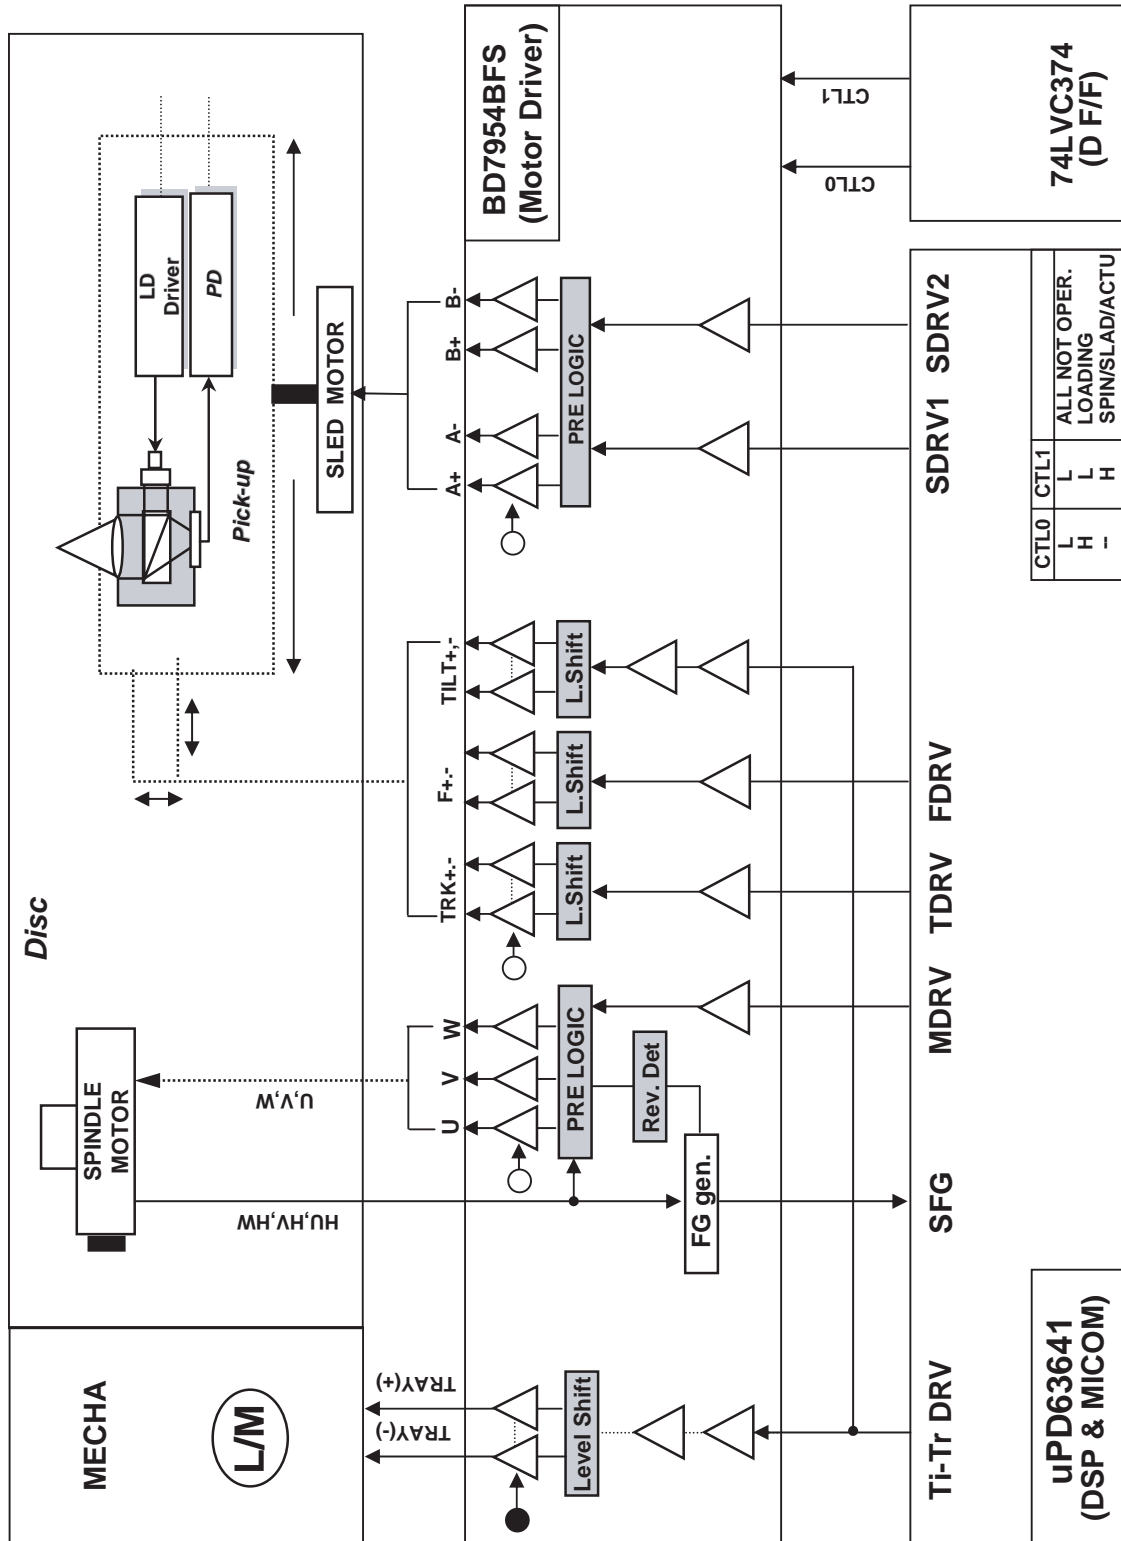 Disc
MECHA
L/M
SPINDLE
MOTOR
Pick-up
LD
Driver
PD
SLED MOTOR
TRAY(-)
TRAY(+)
HU,HV,HW
U,V,W
U
V
W
TRK+.-
F+.-
TILT+,-
A+
A-
B+
B-
BD7954BFS
(Motor Driver)
Level Shift
PRE LOGIC
L.Shift
L.Shift
L.Shift
PRE LOGIC
Rev. Det
FG gen.
CTL0
CTL1
Ti-Tr DRV
SFG
MDRV
TDRV
FDRV
SDRV1
SDRV2
uPD63641
(DSP & MICOM)
CTL0 CTL1
L L ALL NOT OPER.
H L LOADING
-- H SPIN/SLAD/ACTU
74LVC374
(D F/F)